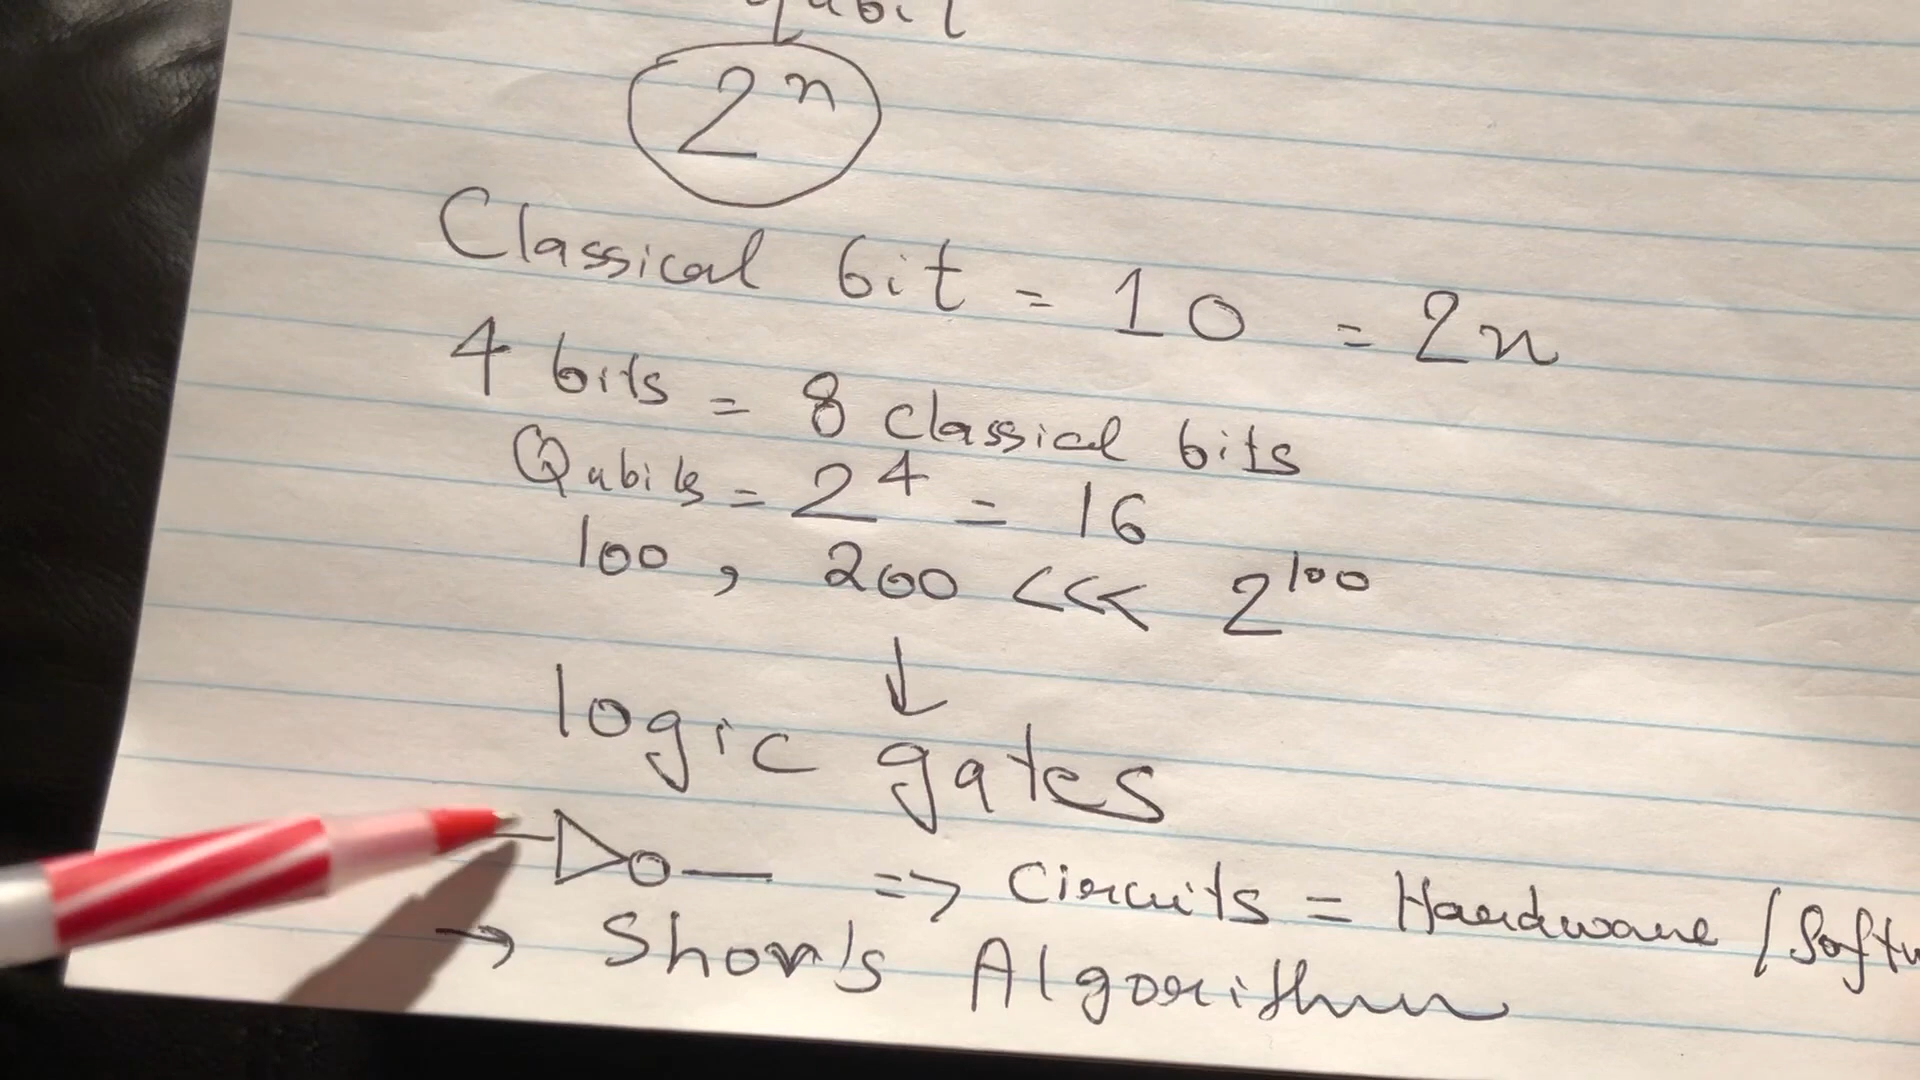 qubit
2ⁿ
Classical bit = 10 = 2n
4 bits = 8 classical bits
Qubits = 2⁴ = 16
100, 200 <<< 2¹⁰⁰
↓
logic gates
=> Circuits = Hardware / Softw
→ Shor's Algorithm